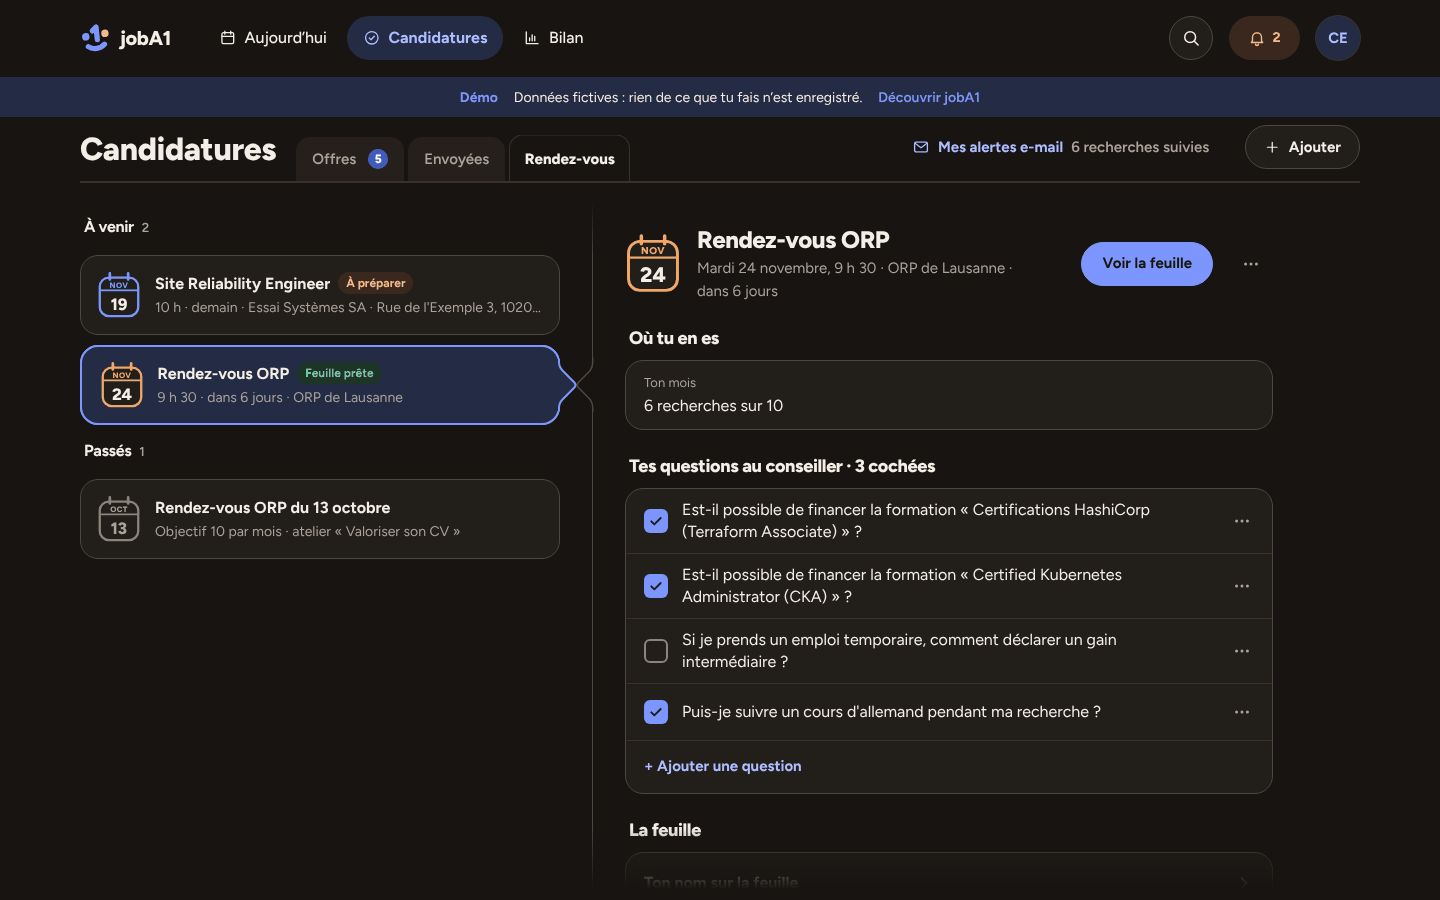 jobA1
Aujourd’hui
Candidatures
Bilan
2
CE
Démo Données fictives : rien de ce que tu fais n’est enregistré. Découvrir jobA1
Candidatures
Offres 5
Envoyées
Rendez-vous
Mes alertes e-mail 6 recherches suivies
Ajouter
À venir 2
NOV
19
Site Reliability Engineer À préparer
10 h · demain · Essai Systèmes SA · Rue de l'Exemple 3, 1020…
NOV
24
Rendez-vous ORP Feuille prête
9 h 30 · dans 6 jours · ORP de Lausanne
Passés 1
OCT
13
Rendez-vous ORP du 13 octobre
Objectif 10 par mois · atelier « Valoriser son CV »
NOV
24
Rendez-vous ORP
Mardi 24 novembre, 9 h 30 · ORP de Lausanne ·
dans 6 jours
Voir la feuille
Où tu en es
Ton mois
6 recherches sur 10
Tes questions au conseiller · 3 cochées
Est-il possible de financer la formation « Certifications HashiCorp
(Terraform Associate) » ?
Est-il possible de financer la formation « Certified Kubernetes
Administrator (CKA) » ?
Si je prends un emploi temporaire, comment déclarer un gain
intermédiaire ?
Puis-je suivre un cours d'allemand pendant ma recherche ?
+ Ajouter une question
La feuille
Ton nom sur la feuille